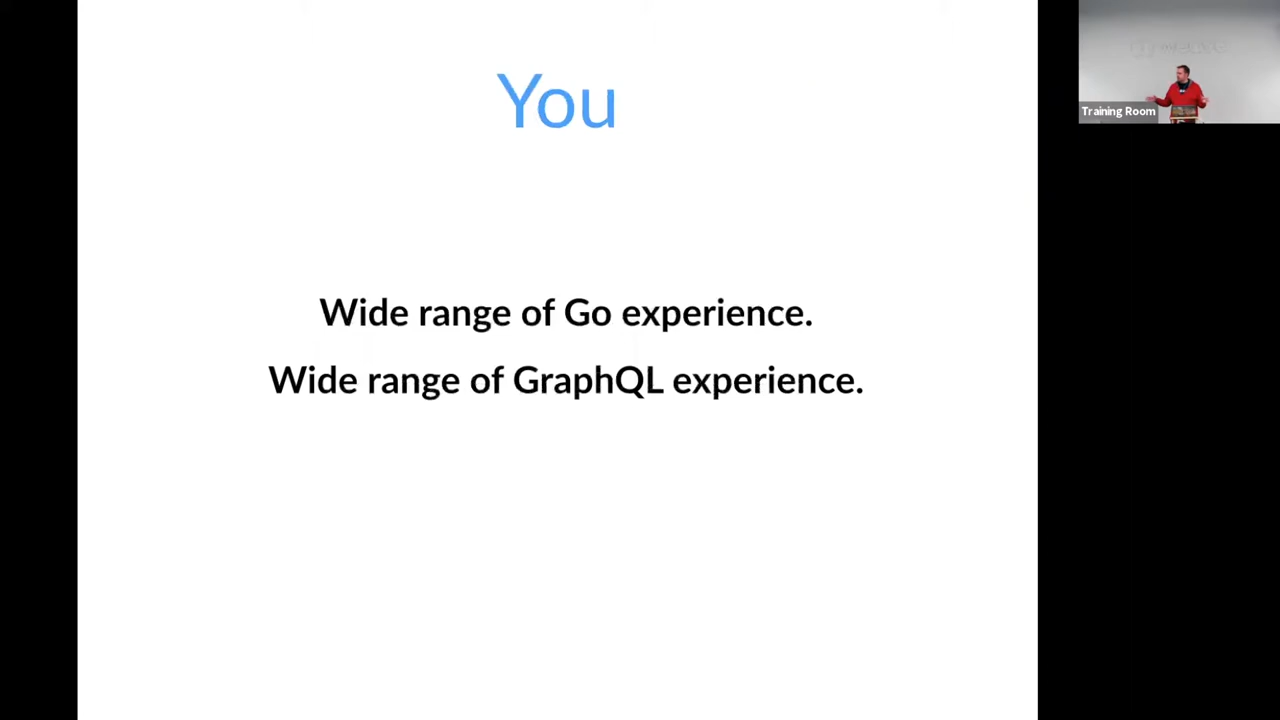 You
Wide range of Go experience.
Wide range of GraphQL experience.
Training Room